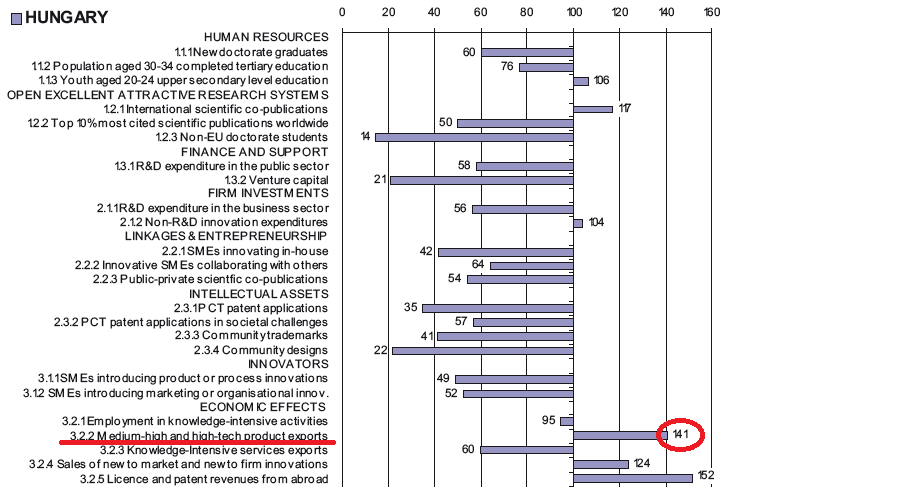 HUNGARY
0 20 40 60 80 100 120 140 160
HUMAN RESOURCES
1.1.1 New doctorate graduates 60
1.1.2 Population aged 30-34 completed tertiary education 76
1.1.3 Youth aged 20-24 upper secondary level education 106
OPEN EXCELLENT ATTRACTIVE RESEARCH SYSTEMS
1.2.1 International scientific co-publications 117
1.2.2 Top 10% most cited scientific publications worldwide 50
1.2.3 Non-EU doctorate students 14
FINANCE AND SUPPORT
1.3.1 R&D expenditure in the public sector 58
1.3.2 Venture capital 21
FIRM INVESTMENTS
2.1.1 R&D expenditure in the business sector 56
2.1.2 Non-R&D innovation expenditures 104
LINKAGES & ENTREPRENEURSHIP
2.2.1 SMEs innovating in-house 42
2.2.2 Innovative SMEs collaborating with others 64
2.2.3 Public-private scientfic co-publications 54
INTELLECTUAL ASSETS
2.3.1 PCT patent applications 35
2.3.2 PCT patent applications in societal challenges 57
2.3.3 Community trademarks 41
2.3.4 Community designs 22
INNOVATORS
3.1.1 SMEs introducing product or process innovations 49
3.1.2 SMEs introducing marketing or organisational innov. 52
ECONOMIC EFFECTS
3.2.1 Employment in knowledge-intensive activities 95
3.2.2 Medium-high and high-tech product exports 141
3.2.3 Knowledge-Intensive services exports 60
3.2.4 Sales of new to market and new to firm innovations 124
3.2.5 Licence and patent revenues from abroad 152